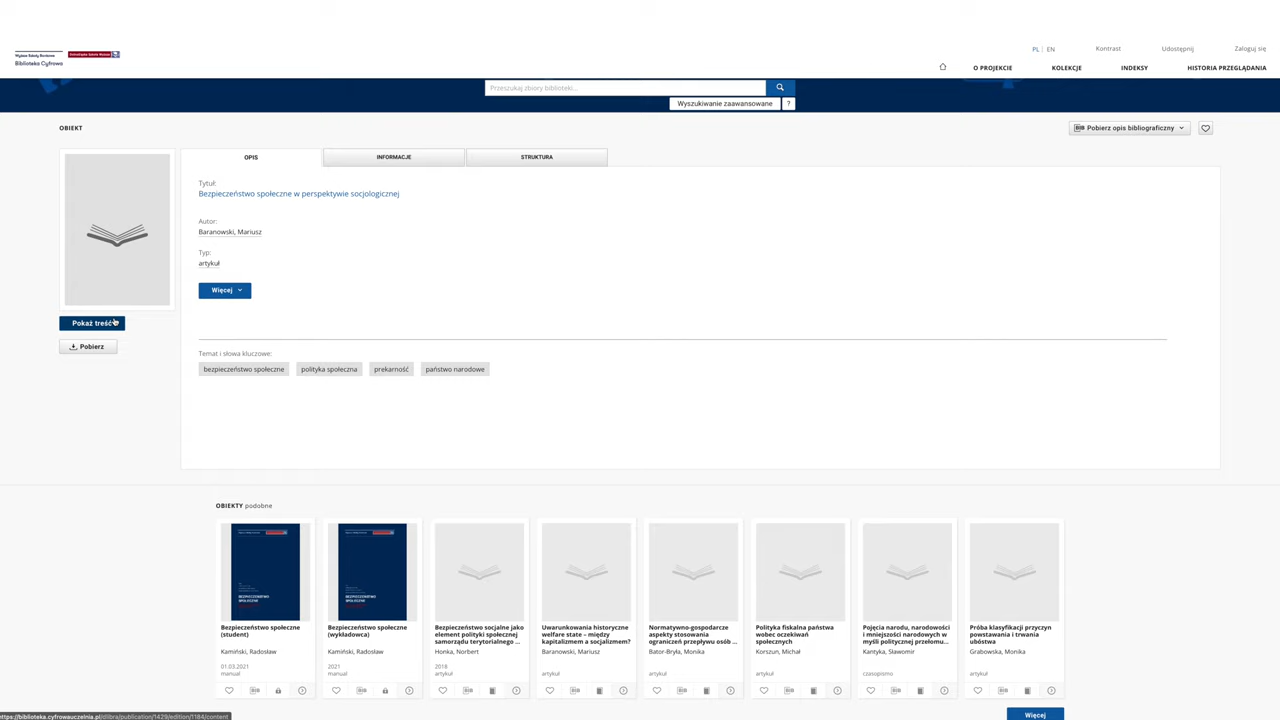 Biblioteka Cyfrowa
PL | EN
Kontrast
Udostępnij
Zaloguj się
O PROJEKCIE
KOLEKCJE
INDEKSY
HISTORIA PRZEGLĄDANIA
Przeszukaj zbiory biblioteki...
Wyszukiwanie zaawansowane
?
OBIEKT
Pobierz opis bibliograficzny
OPIS
INFORMACJE
STRUKTURA
Tytuł:
Bezpieczeństwo społeczne w perspektywie socjologicznej
Autor:
Baranowski, Mariusz
Typ:
artykuł
Więcej
Pokaż treść
Pobierz
Temat i słowa kluczowe:
bezpieczeństwo społeczne
polityka społeczna
prekarność
państwo narodowe
OBIEKTY podobne
BEZPIECZEŃSTWO
SPOŁECZNE
Bezpieczeństwo społeczne
(student)
Kamiński, Radosław
01.03.2021
manual
BEZPIECZEŃSTWO
SPOŁECZNE
Bezpieczeństwo społeczne
(wykładowca)
Kamiński, Radosław
2021
manual
Bezpieczeństwo socjalne jako
element polityki społecznej
samorządu terytorialnego ...
Honka, Norbert
2018
artykuł
Uwarunkowania historyczne
welfare state – między
kapitalizmem a socjalizmem?
Baranowski, Mariusz
artykuł
Normatywno-gospodarcze
aspekty stosowania
ograniczeń przepływu osób ...
Bator-Bryła, Monika
artykuł
Polityka fiskalna państwa
wobec oczekiwań
społecznych
Korszun, Michał
artykuł
Pojęcia narodu, narodowości
i mniejszości narodowych w
myśli politycznej przełomu...
Kantyka, Sławomir
czasopismo
Próba klasyfikacji przyczyn
powstawania i trwania
ubóstwa
Grabowska, Monika
artykuł
Więcej
https://biblioteka.cyfrowauczelnia.pl/dlibra/publication/1429/edition/1184/content